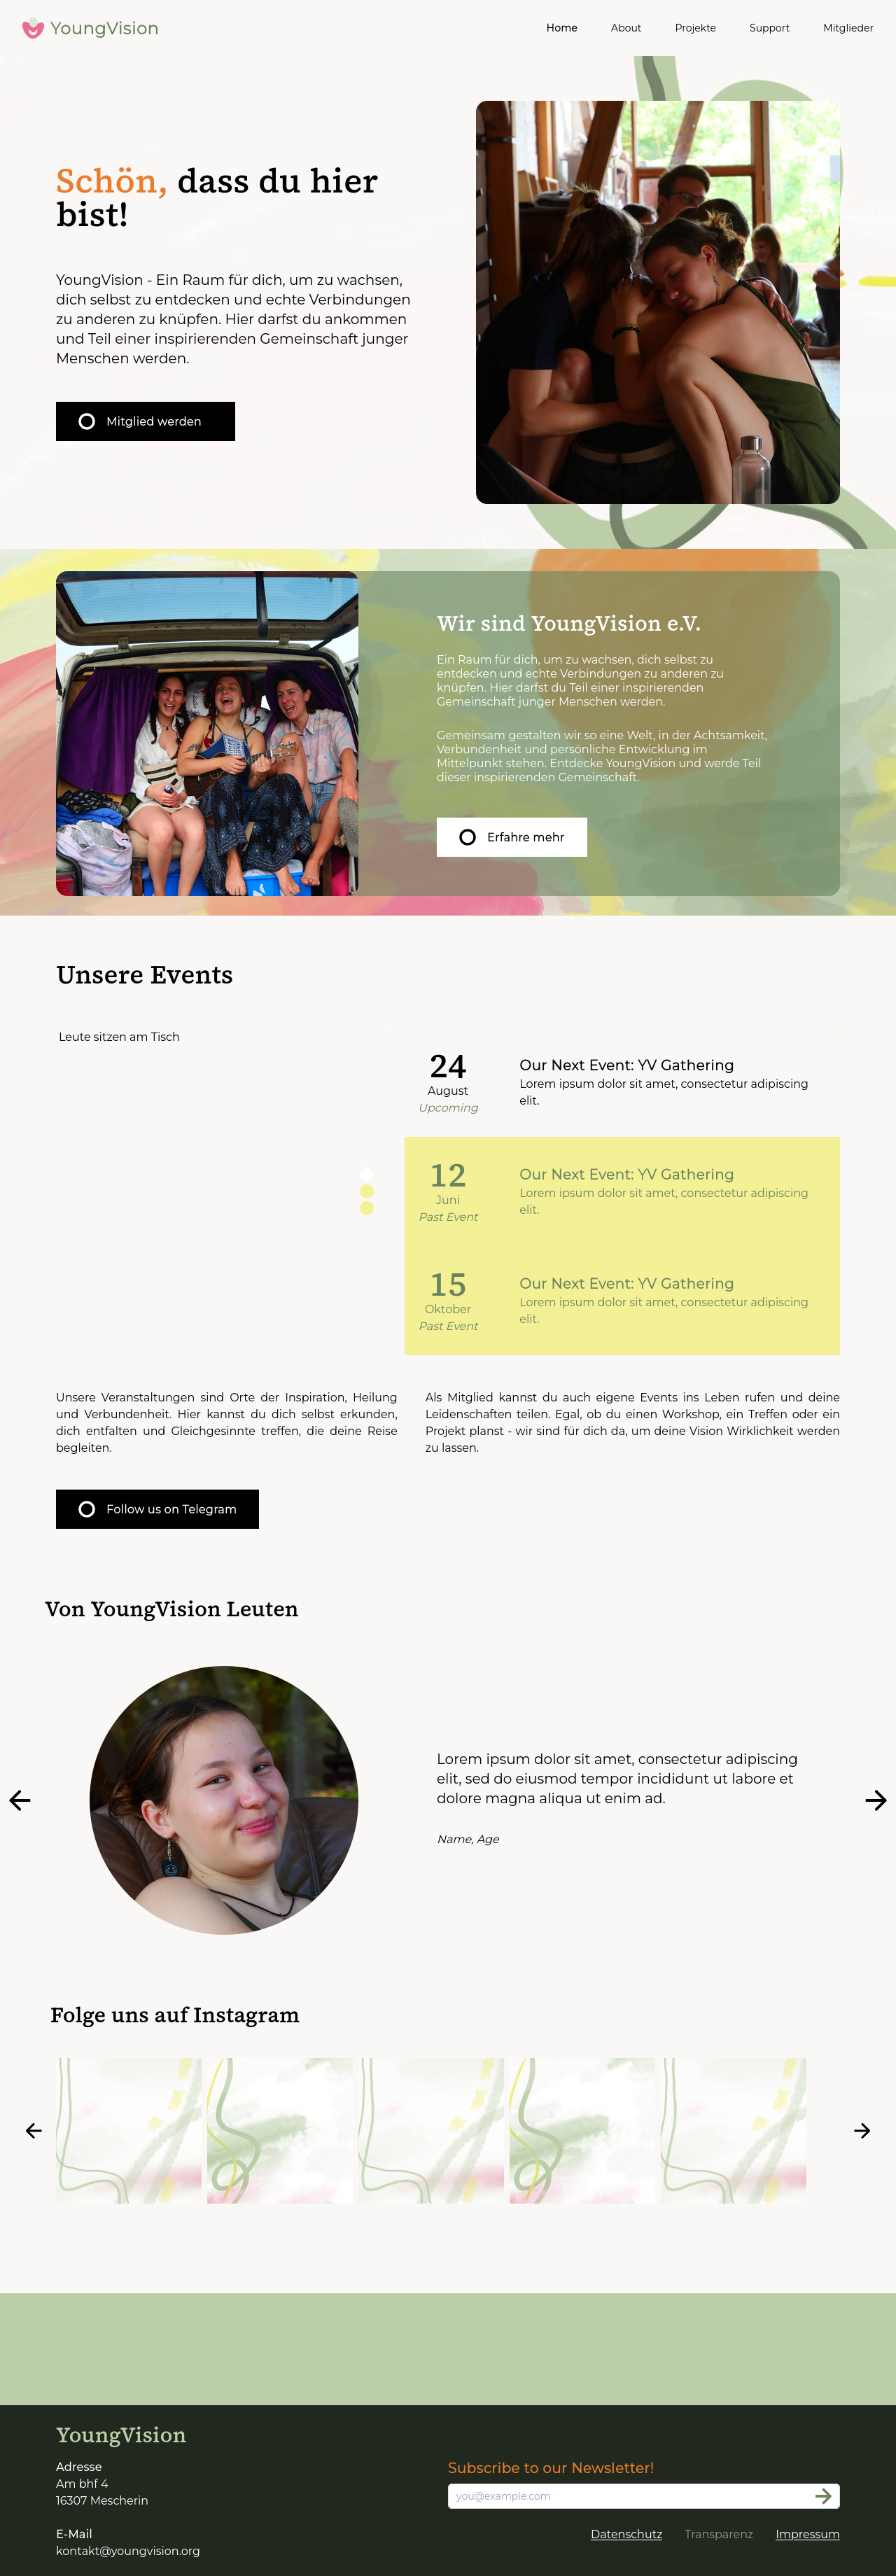 YoungVision
Home About Projekte Support Mitglieder
Schön, dass du hier
bist!
YoungVision - Ein Raum für dich, um zu wachsen,
dich selbst zu entdecken und echte Verbindungen
zu anderen zu knüpfen. Hier darfst du ankommen
und Teil einer inspirierenden Gemeinschaft junger
Menschen werden.
Mitglied werden
Wir sind YoungVision e.V.
Ein Raum für dich, um zu wachsen, dich selbst zu
entdecken und echte Verbindungen zu anderen zu
knüpfen. Hier darfst du Teil einer inspirierenden
Gemeinschaft junger Menschen werden.
Gemeinsam gestalten wir so eine Welt, in der Achtsamkeit,
Verbundenheit und persönliche Entwicklung im
Mittelpunkt stehen. Entdecke YoungVision und werde Teil
dieser inspirierenden Gemeinschaft.
Erfahre mehr
Unsere Events
Leute sitzen am Tisch
24
August
Upcoming
Our Next Event: YV Gathering
Lorem ipsum dolor sit amet, consectetur adipiscing
elit.
12
Juni
Past Event
Our Next Event: YV Gathering
Lorem ipsum dolor sit amet, consectetur adipiscing
elit.
15
Oktober
Past Event
Our Next Event: YV Gathering
Lorem ipsum dolor sit amet, consectetur adipiscing
elit.
Unsere Veranstaltungen sind Orte der Inspiration, Heilung
und Verbundenheit. Hier kannst du dich selbst erkunden,
dich entfalten und Gleichgesinnte treffen, die deine Reise
begleiten.
Als Mitglied kannst du auch eigene Events ins Leben rufen und deine
Leidenschaften teilen. Egal, ob du einen Workshop, ein Treffen oder ein
Projekt planst - wir sind für dich da, um deine Vision Wirklichkeit werden
zu lassen.
Follow us on Telegram
Von YoungVision Leuten
Lorem ipsum dolor sit amet, consectetur adipiscing
elit, sed do eiusmod tempor incididunt ut labore et
dolore magna aliqua ut enim ad.
Name, Age
Folge uns auf Instagram
YoungVision
Adresse
Am bhf 4
16307 Mescherin
E-Mail
kontakt@youngvision.org
Subscribe to our Newsletter!
you@example.com
Datenschutz Transparenz Impressum